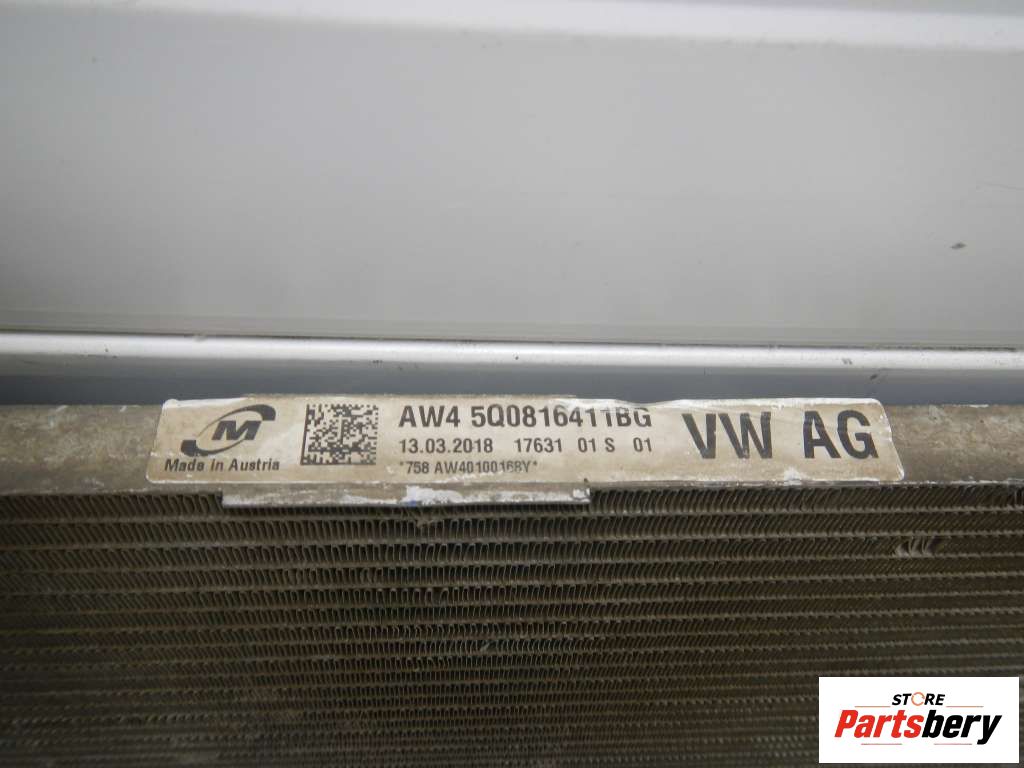 M
Made in Austria
AW4 5Q0816411BG
13.03.2018 17631 01 S 01
*758 AW40100168Y*
VW AG
STORE
Partsbery